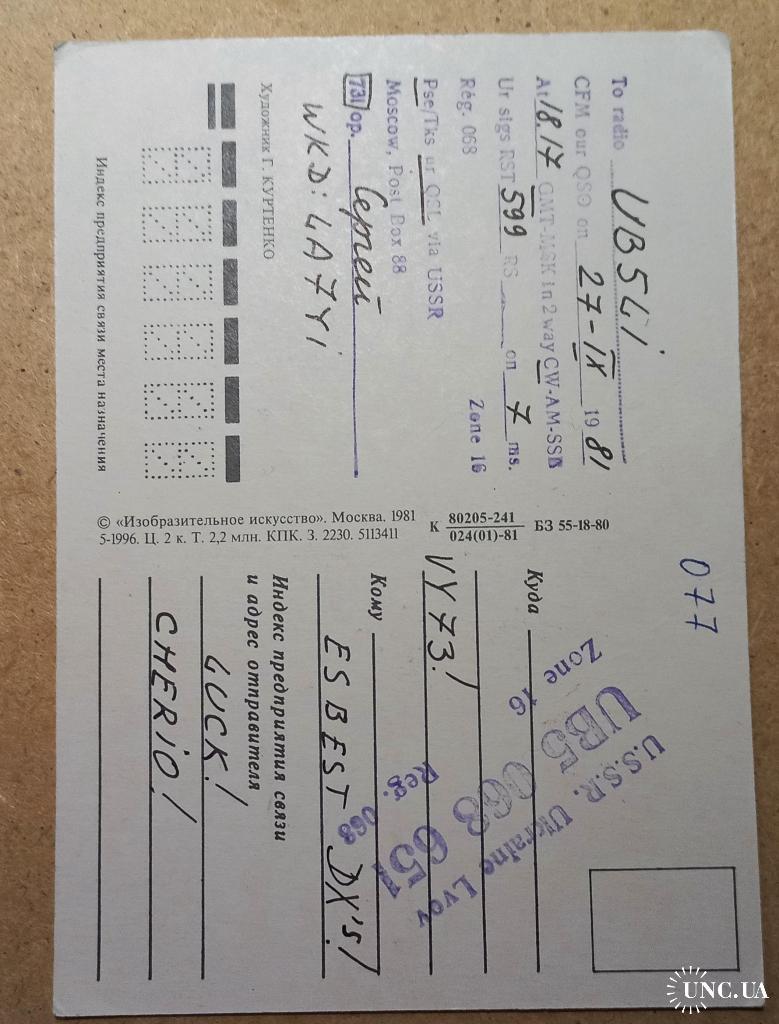 To radio UB5LI
CFM our QSO on 27-IX 1981
At 18.17 GMT-MSK in 2 way CW-AM-SSB
Ur sigs RST 599 RS on 7 ms.
Reg. 068 Zone 16
Pse/Tks ur QSL via USSR
Moscow, Post Box 88
731/op. Сергей
WKD: LA7Yi
Художник Г. КУРТЕНКО
Индекс предприятия связи места назначения
© «Изобразительное искусство». Москва. 1981
5-1996. Ц. 2 к. Т. 2,2 млн. КПК. З. 2230. 5113411
К 80205-241
024(01)-81 БЗ 55-18-80
077
U.S.S.R. Ukraine Lvov
UB5 068 651
Zone 16 Reg. 068
Куда
VY 73!
Кому
ES BEST DX's!
Индекс предприятия связи
и адрес отправителя
LUCK!
CHERIO!
UNC.UA